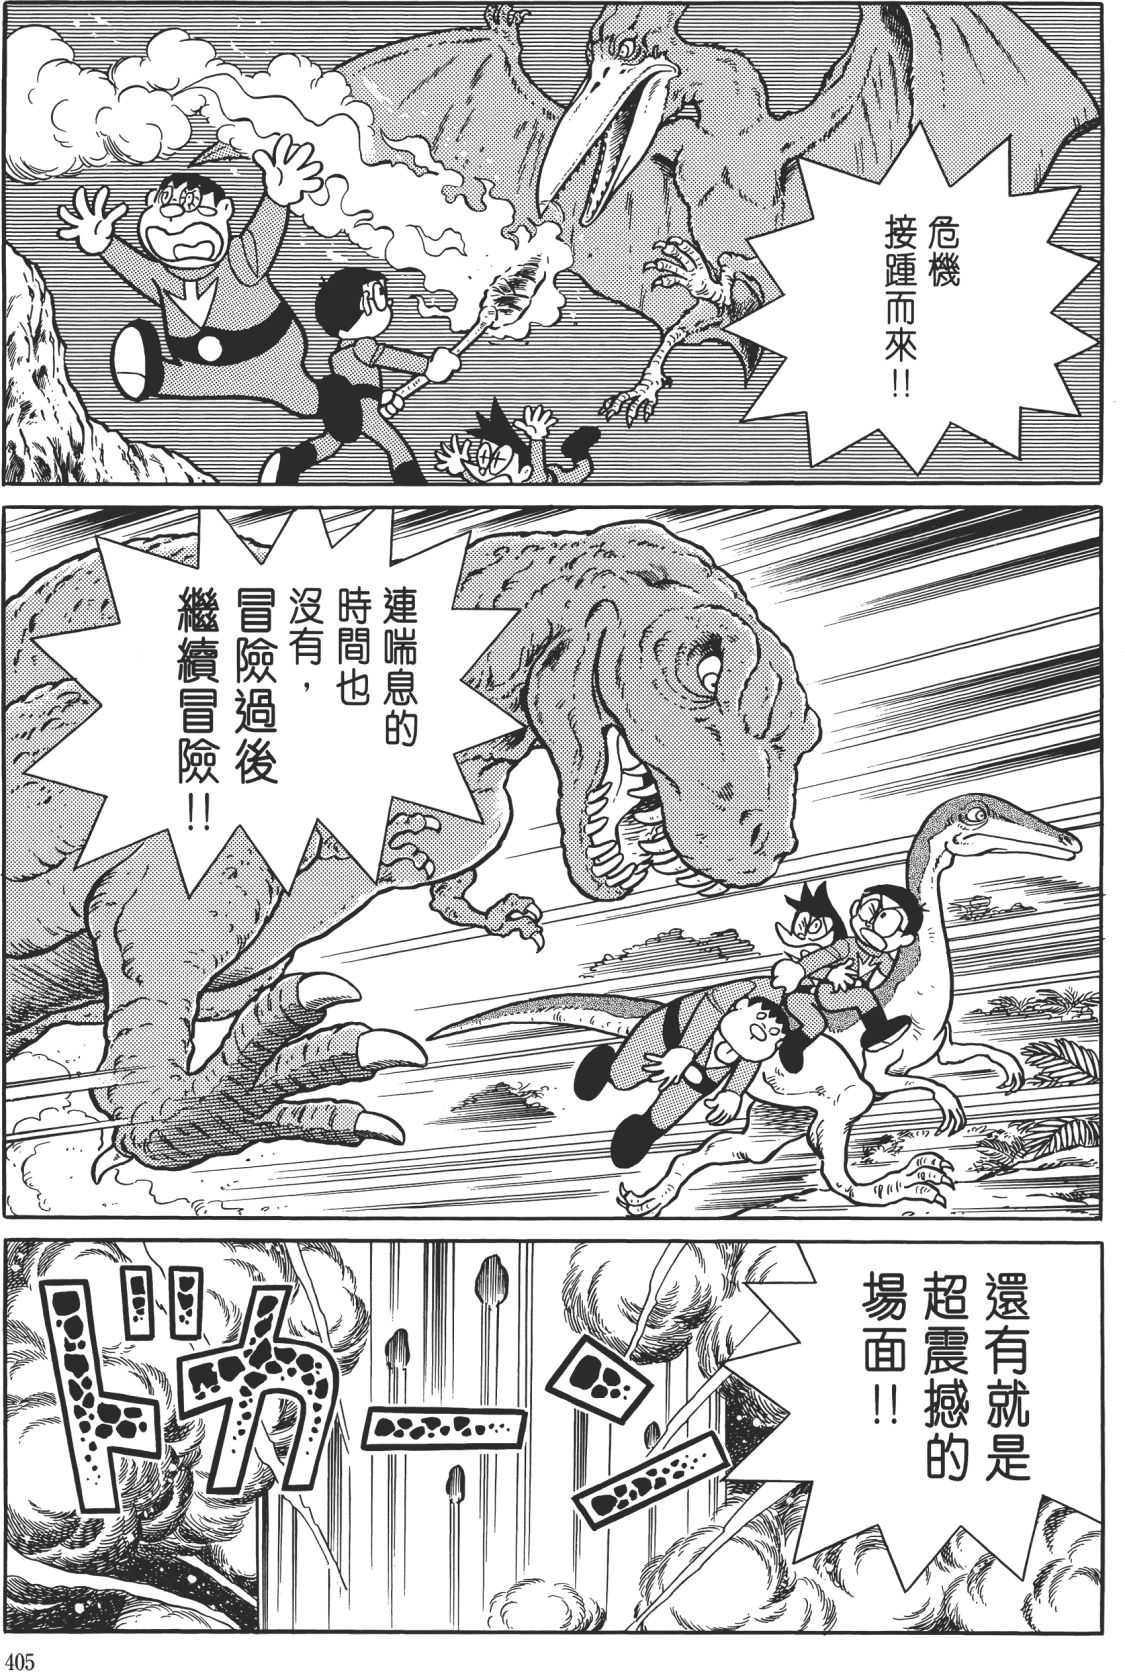 危機
接踵而來!!
連喘息的
時間也
沒有，
冒險過後
繼續冒險!!
還有就是
超震撼的
場面!!
ドカーン
405